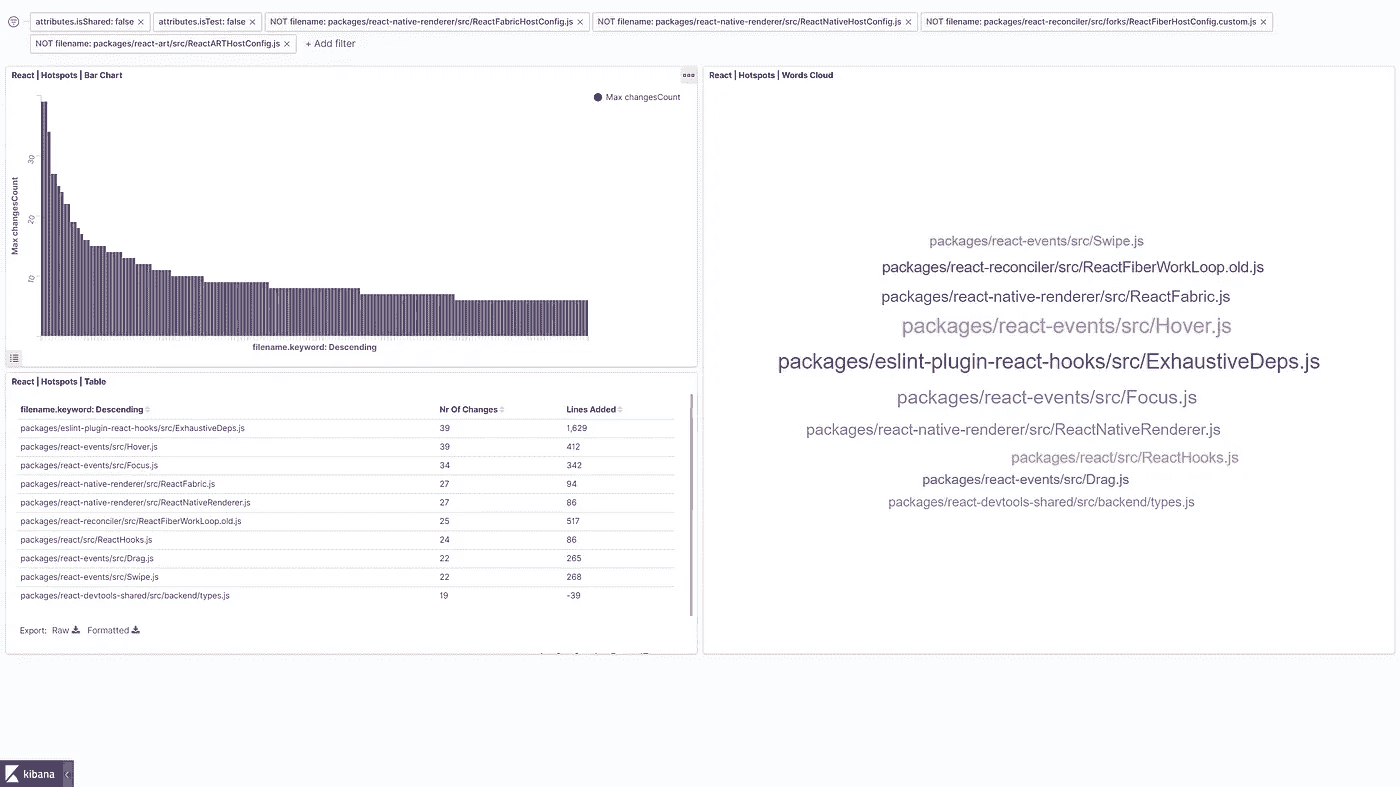 attributes.isShared: false × attributes.isTest: false × NOT filename: packages/react-native-renderer/src/ReactFabricHostConfig.js × NOT filename: packages/react-native-renderer/src/ReactNativeHostConfig.js × NOT filename: packages/react-reconciler/src/forks/ReactFiberHostConfig.custom.js ×
NOT filename: packages/react-art/src/ReactARTHostConfig.js × + Add filter
React | Hotspots | Bar Chart
Max changesCount
Max changesCount
30
20
10
filename.keyword: Descending
React | Hotspots | Table
filename.keyword: Descending Nr Of Changes Lines Added
packages/eslint-plugin-react-hooks/src/ExhaustiveDeps.js 39 1,629
packages/react-events/src/Hover.js 39 412
packages/react-events/src/Focus.js 34 342
packages/react-native-renderer/src/ReactFabric.js 27 94
packages/react-native-renderer/src/ReactNativeRenderer.js 27 86
packages/react-reconciler/src/ReactFiberWorkLoop.old.js 25 517
packages/react/src/ReactHooks.js 24 86
packages/react-events/src/Drag.js 22 265
packages/react-events/src/Swipe.js 22 268
packages/react-devtools-shared/src/backend/types.js 19 -39
Export: Raw Formatted
React | Hotspots | Words Cloud
packages/react-events/src/Swipe.js
packages/react-reconciler/src/ReactFiberWorkLoop.old.js
packages/react-native-renderer/src/ReactFabric.js
packages/react-events/src/Hover.js
packages/eslint-plugin-react-hooks/src/ExhaustiveDeps.js
packages/react-events/src/Focus.js
packages/react-native-renderer/src/ReactNativeRenderer.js
packages/react/src/ReactHooks.js
packages/react-events/src/Drag.js
packages/react-devtools-shared/src/backend/types.js
kibana